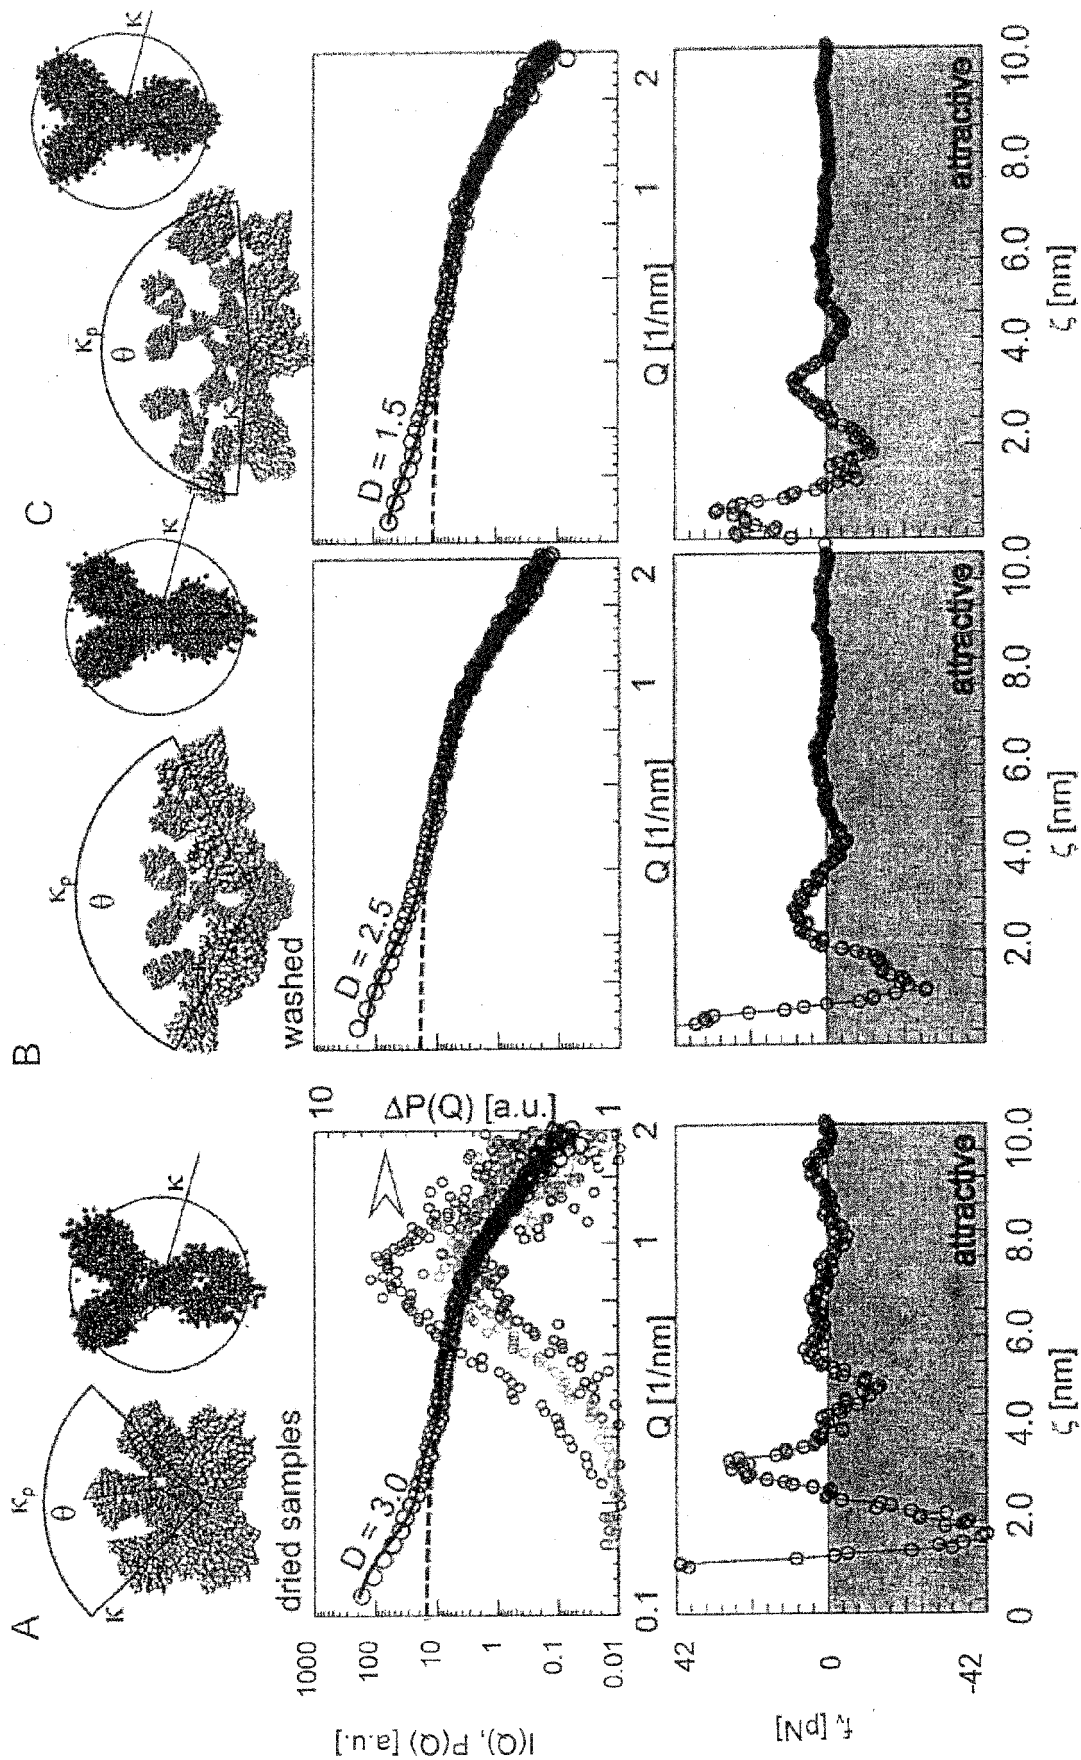 A
κ
κp
θ
κ
B
κp
θ
κ
C
κp
θ
κ
κ
dried samples
washed
I(Q), P(Q) [a.u.]
1000
100
10
1
0.1
0.01
D = 3.0
10
ΔP(Q) [a.u.]
1
D = 2.5
D = 1.5
0.1
Q [1/nm]
1
2
Q [1/nm]
1
2
Q [1/nm]
1
2
fv [pN]
42
0
-42
attractive
attractive
attractive
0
2.0
4.0
6.0
8.0
10.0
2.0
4.0
6.0
8.0
10.0
2.0
4.0
6.0
8.0
10.0
ζ [nm]
ζ [nm]
ζ [nm]